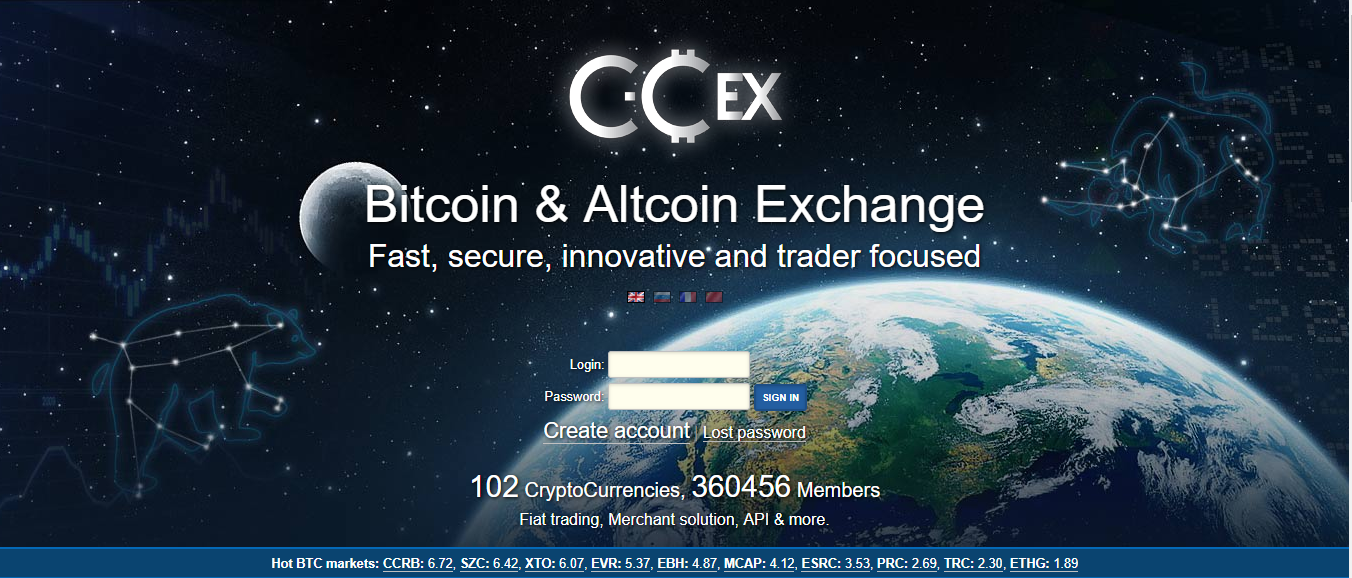 C-CEX
Bitcoin & Altcoin Exchange
Fast, secure, innovative and trader focused
Login:
Password:
SIGN IN
Create account Lost password
102 CryptoCurrencies, 360456 Members
Fiat trading, Merchant solution, API & more.
Hot BTC markets: CCRB: 6.72, SZC: 6.42, XTO: 6.07, EVR: 5.37, EBH: 4.87, MCAP: 4.12, ESRC: 3.53, PRC: 2.69, TRC: 2.30, ETHG: 1.89